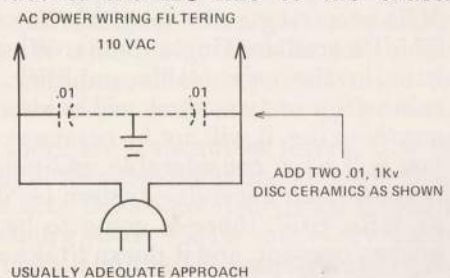 AC POWER WIRING FILTERING
110 VAC
.01 .01
ADD TWO .01, 1Kv
DISC CERAMICS AS SHOWN
USUALLY ADEQUATE APPROACH